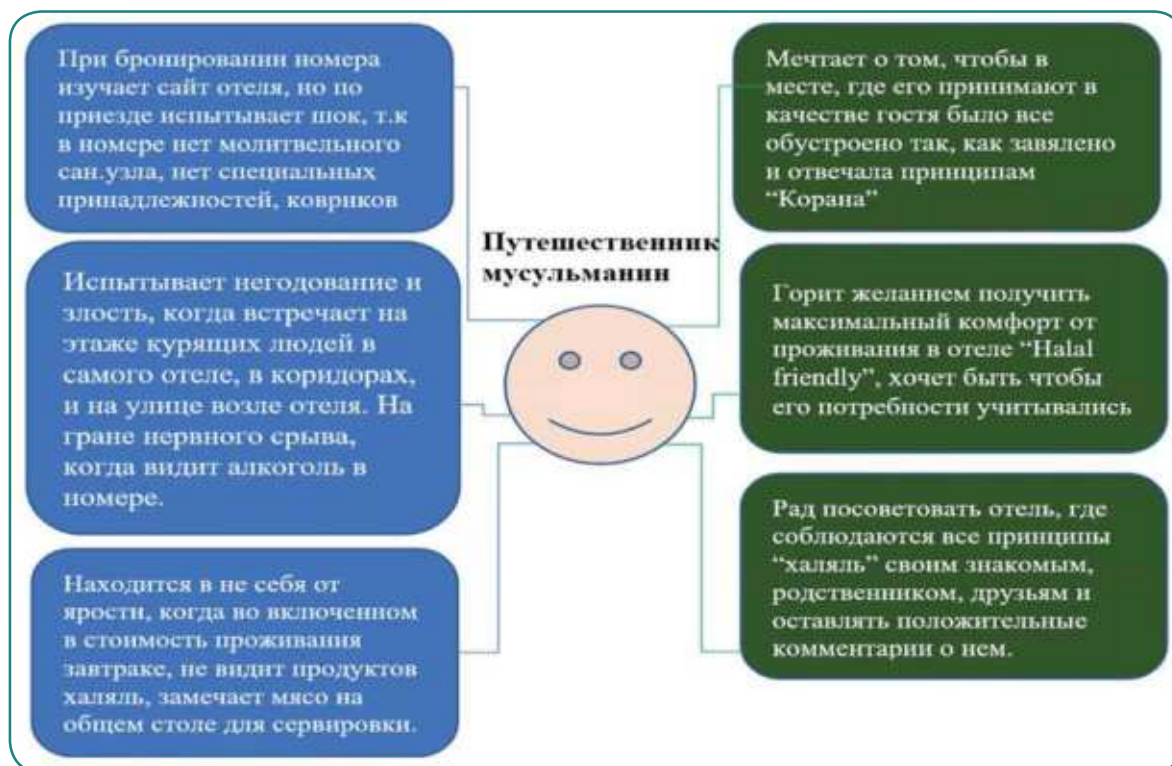 При бронировании номера
изучает сайт отеля, но по
приезде испытывает шок, т.к
в номере нет молитвельного
сан.узла, нет специальных
принадлежностей, ковриков
Испытывает негодование и
злость, когда встречает на
этаже курящих людей в
самого отеле, в коридорах,
и на улице возле отеля. На
гране нервного срыва,
когда видит алкоголь в
номере.
Находится в не себя от
ярости, когда во включенном
в стоимость проживания
завтраке, не видит продуктов
халяль, замечает мясо на
общем столе для сервировки.
Путешественник
мусульманин
Мечтает о том, чтобы в
месте, где его принимают в
качестве гостя было все
обустроено так, как завялено
и отвечала принципам
“Корана”
Горит желанием получить
максимальный комфорт от
проживания в отеле “Halal
friendly”, хочет быть чтобы
его потребности учитывались
Рад посоветовать отель, где
соблюдаются все принципы
“халяль” своим знакомым,
родственником, друзьям и
оставлять положительные
комментарии о нем.